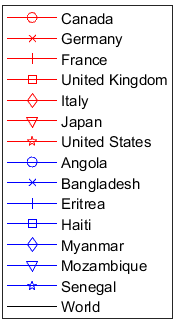 Canada
Germany
France
United Kingdom
Italy
Japan
United States
Angola
Bangladesh
Eritrea
Haiti
Myanmar
Mozambique
Senegal
World